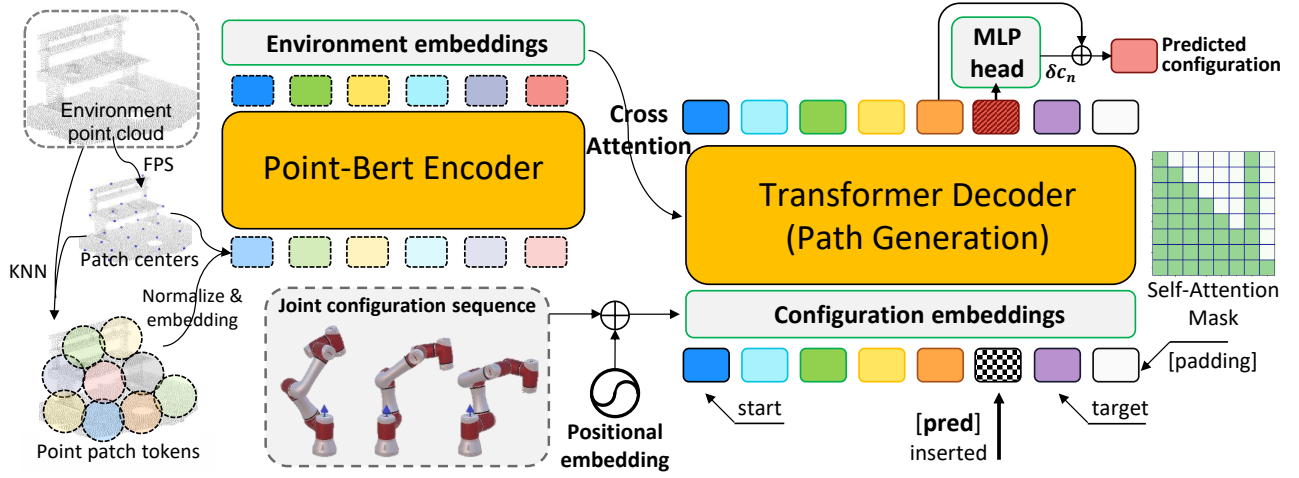 Environment
point cloud
FPS
KNN
Patch centers
Normalize &
embedding
Point patch tokens
Environment embeddings
Point-Bert Encoder
Joint configuration sequence
Positional
embedding
Cross
Attention
MLP
head
δcₙ
Predicted
configuration
Transformer Decoder
(Path Generation)
Self-Attention
Mask
Configuration embeddings
[padding]
start
[pred]
inserted
target